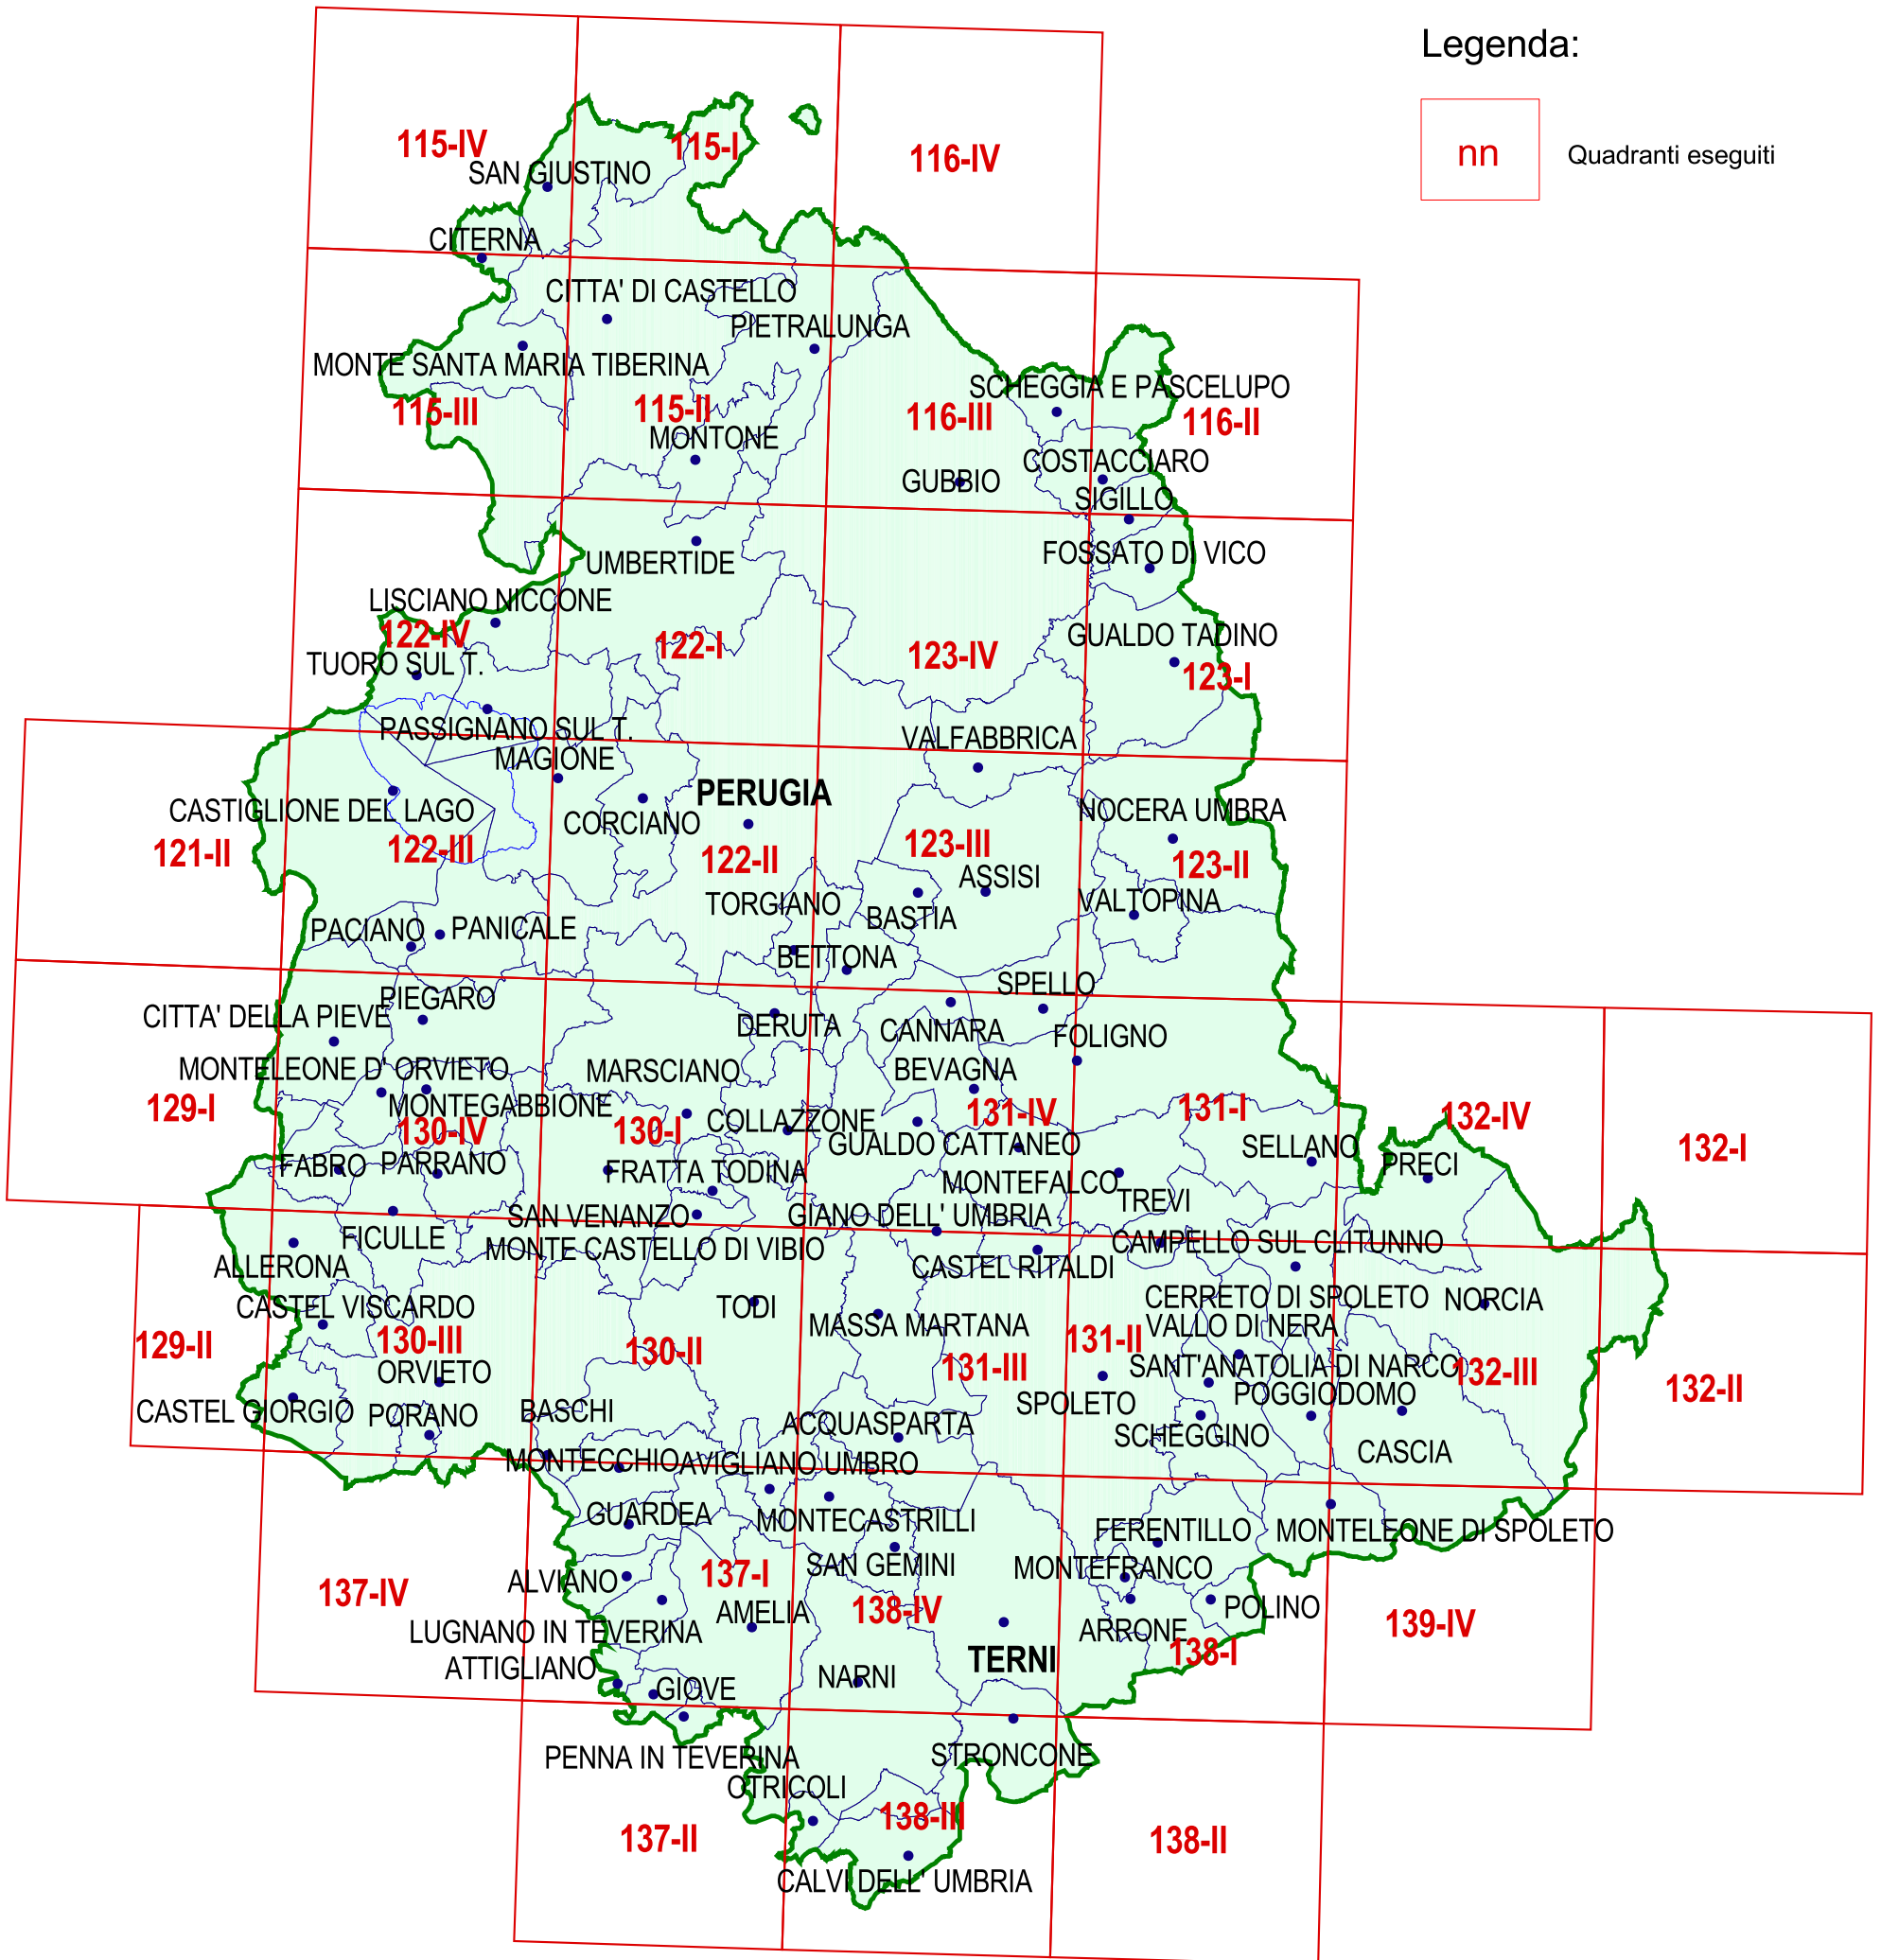 Legenda:
nn
Quadranti eseguiti
115-IV
115-I
116-IV
SAN GIUSTINO
CITERNA
CITTA' DI CASTELLO
PIETRALUNGA
MONTE SANTA MARIA TIBERINA
SCHEGGIA E PASCELUPO
115-III
115-II
116-III
116-II
MONTONE
COSTACCIARO
GUBBIO
SIGILLO
FOSSATO DI VICO
UMBERTIDE
LISCIANO NICCONE
122-IV
122-I
123-IV
GUALDO TADINO
123-I
TUORO SUL T.
PASSIGNANO SUL T.
VALFABBRICA
MAGIONE
PERUGIA
CASTIGLIONE DEL LAGO
CORCIANO
NOCERA UMBRA
121-II
122-III
122-II
123-III
123-II
ASSISI
TORGIANO
BASTIA
VALTOPINA
PACIANO
PANICALE
BETTONA
SPELLO
PIEGARO
CITTA' DELLA PIEVE
DERUTA
CANNARA
FOLIGNO
MONTELEONE D' ORVIETO
MARSCIANO
BEVAGNA
MONTEGABBIONE
129-I
130-IV
130-I
COLLAZZONE
131-IV
131-I
132-IV
132-I
GUALDO CATTANEO
SELLANO
FABRO
PARRANO
FRATTA TODINA
MONTEFALCO
PRECI
TREVI
SAN VENANZO
GIANO DELL' UMBRIA
FICULLE
MONTE CASTELLO DI VIBIO
CAMPELLO SUL CLITUNNO
ALLERONA
CASTEL RITALDI
CASTEL VISCARDO
TODI
CERRETO DI SPOLETO
NORCIA
MASSA MARTANA
VALLO DI NERA
129-II
130-III
130-II
131-III
131-II
132-III
132-II
ORVIETO
SANT'ANATOLIA DI NARCO
POGGIODOMO
CASTEL GIORGIO
PORANO
BASCHI
SPOLETO
ACQUASPARTA
SCHEGGINO
CASCIA
MONTECCHIO
AVIGLIANO UMBRO
GUARDEA
MONTECASTRILLI
FERENTILLO
MONTELEONE DI SPOLETO
SAN GEMINI
MONTEFRANCO
137-IV
ALVIANO
137-I
AMELIA
138-IV
POLINO
139-IV
LUGNANO IN TEVERINA
ARRONE
138-I
ATTIGLIANO
TERNI
GIOVE
NARNI
PENNA IN TEVERINA
STRONCONE
OTRICOLI
137-II
138-III
138-II
CALVI DELL' UMBRIA